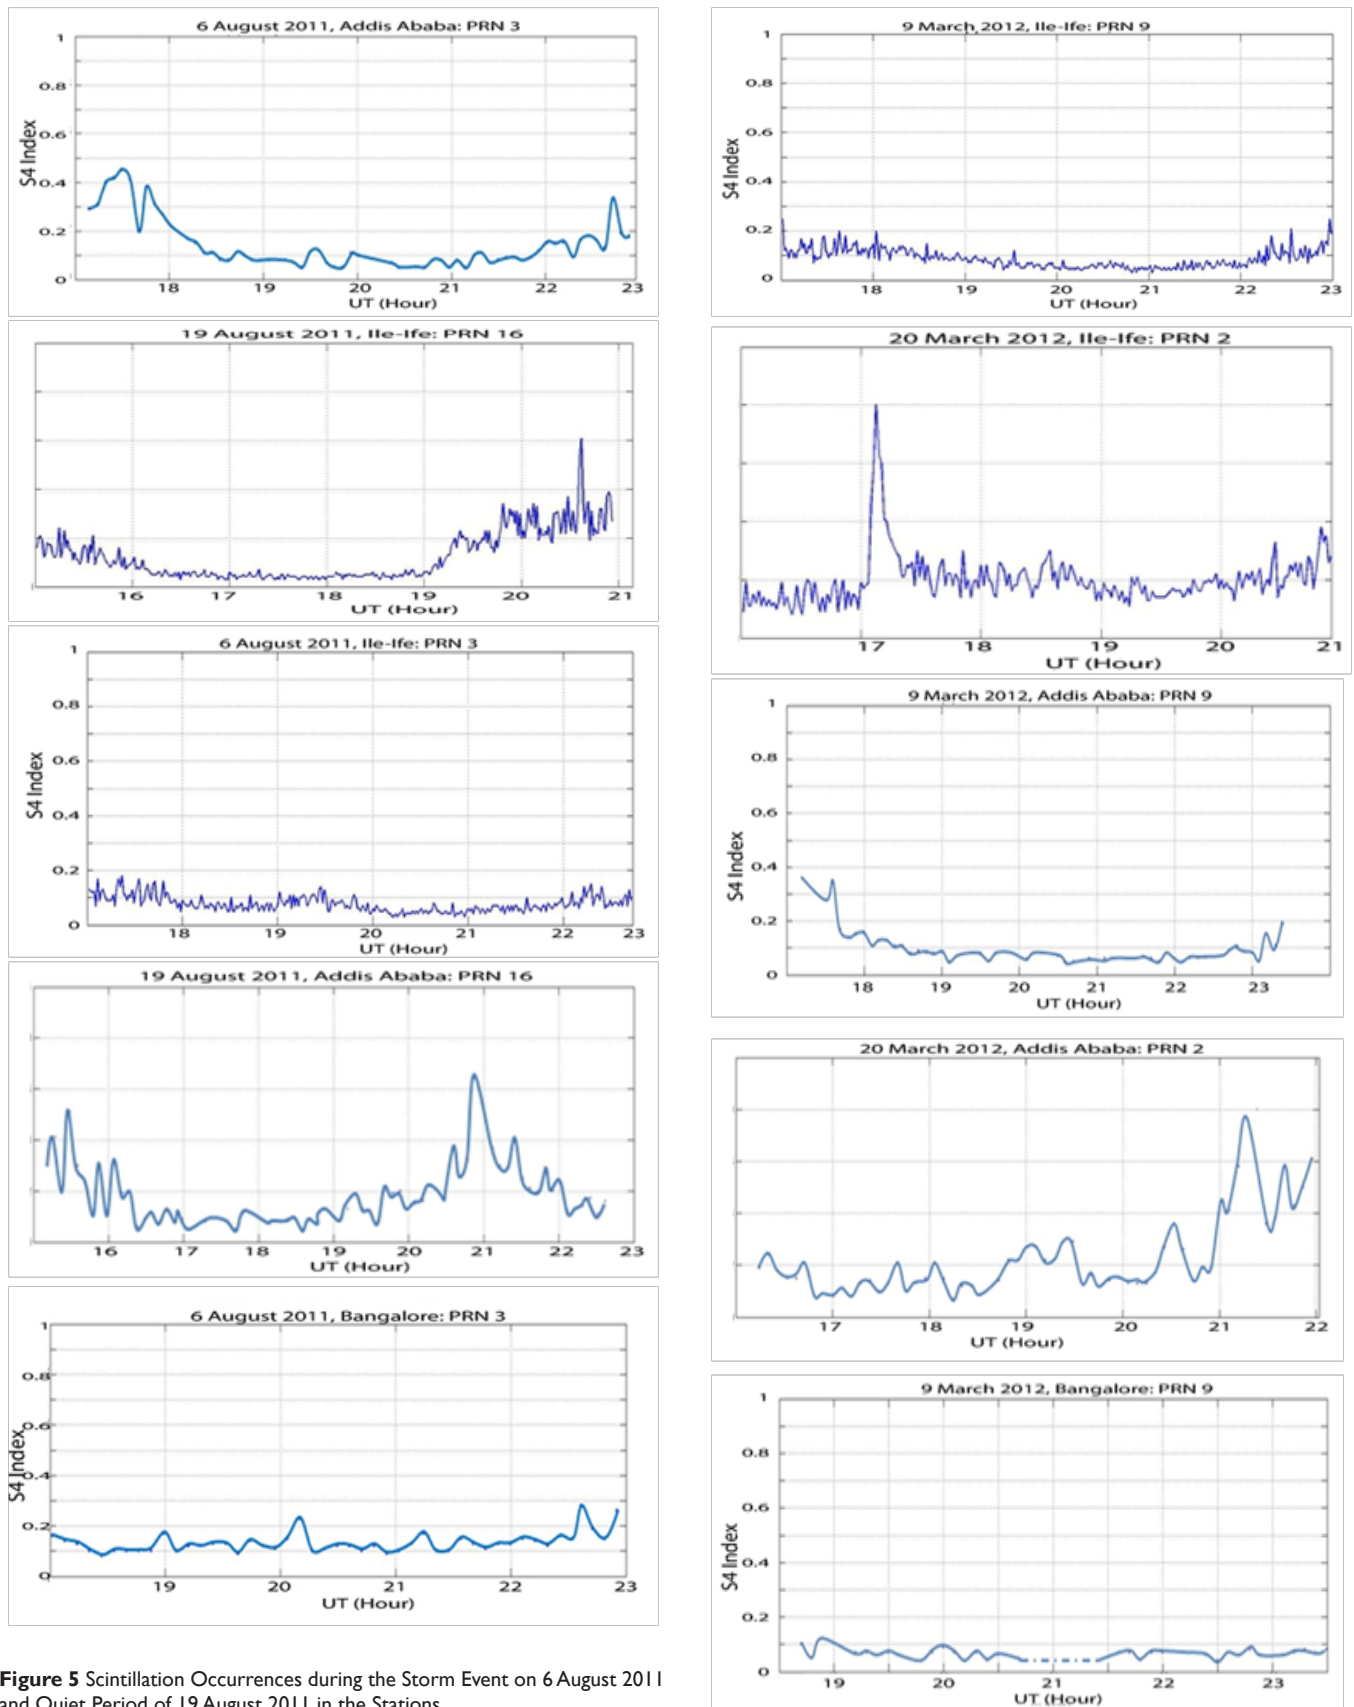 6 August 2011, Addis Ababa: PRN 3
1
0.8
0.6
0.4
0.2
0
S4 Index
18 19 20 21 22 23
UT (Hour)
19 August 2011, Ile-Ife: PRN 16
16 17 18 19 20 21
UT (Hour)
6 August 2011, Ile-Ife: PRN 3
1
0.8
0.6
0.4
0.2
0
S4 Index
18 19 20 21 22 23
UT (Hour)
19 August 2011, Addis Ababa: PRN 16
16 17 18 19 20 21 22 23
UT (Hour)
6 August 2011, Bangalore: PRN 3
1
0.8
0.6
0.4
0.2
0
S4 Index
19 20 21 22 23
UT (Hour)
Figure 5 Scintillation Occurrences during the Storm Event on 6 August 2011
and Quiet Period of 19 August 2011 in the Stations
9 March 2012, Ile-Ife: PRN 9
1
0.8
0.6
0.4
0.2
0
S4 Index
18 19 20 21 22 23
UT (Hour)
20 March 2012, Ile-Ife: PRN 2
17 18 19 20 21
UT (Hour)
9 March 2012, Addis Ababa: PRN 9
1
0.8
0.6
0.4
0.2
0
S4 Index
18 19 20 21 22 23
UT (Hour)
20 March 2012, Addis Ababa: PRN 2
17 18 19 20 21 22
UT (Hour)
9 March 2012, Bangalore: PRN 9
1
0.8
0.6
0.4
0.2
0
S4 Index
19 20 21 22 23
UT (Hour)